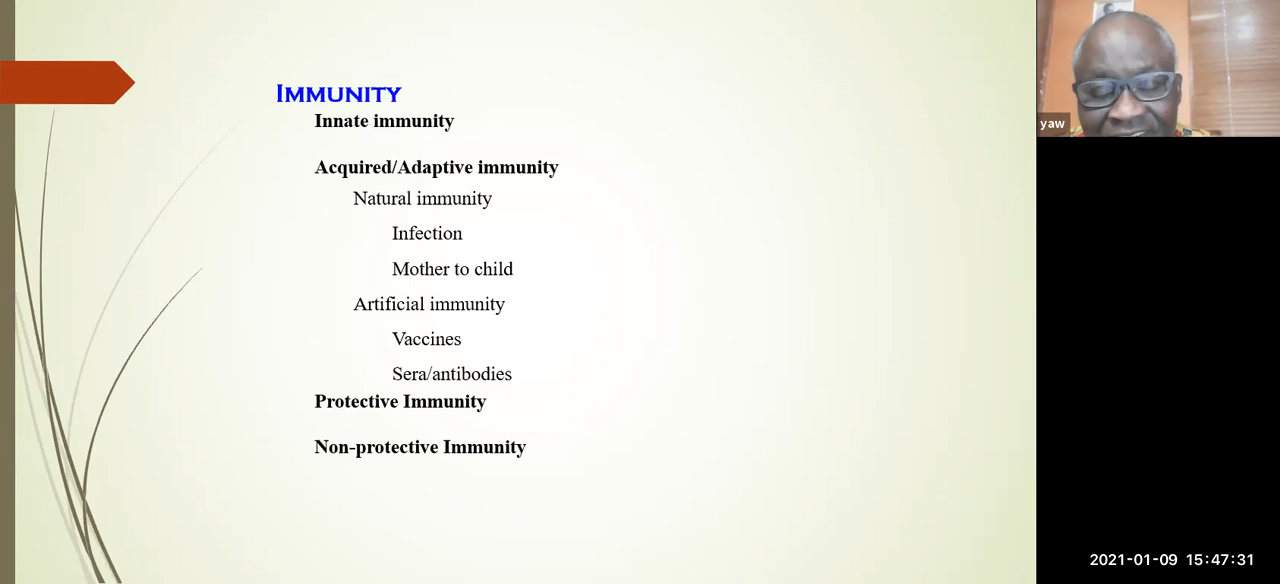 IMMUNITY
Innate immunity
Acquired/Adaptive immunity
Natural immunity
Infection
Mother to child
Artificial immunity
Vaccines
Sera/antibodies
Protective Immunity
Non-protective Immunity
yaw
2021-01-09 15:47:31